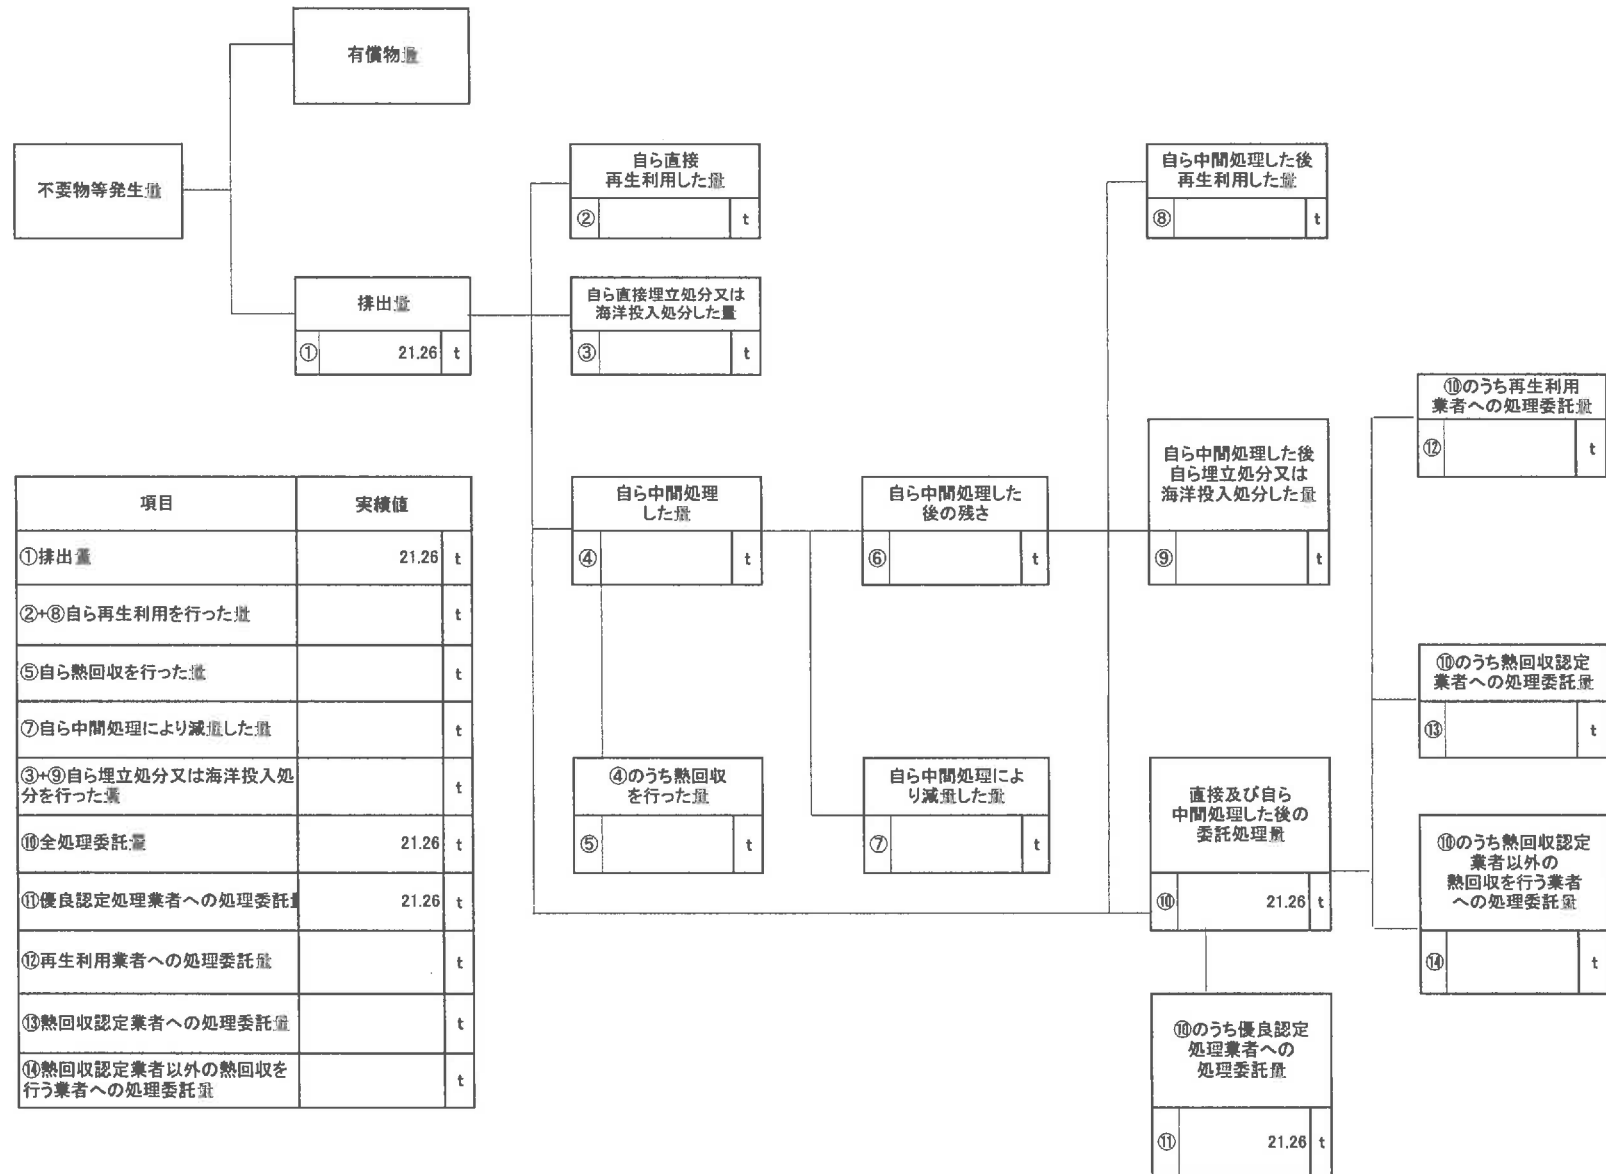 有償物量
不要物等発生量
排出量
① 21.26 t
自ら直接
再生利用した量
② t
自ら直接埋立処分又は
海洋投入処分した量
③ t
自ら中間処理
した量
④ t
④のうち熱回収
を行った量
⑤ t
自ら中間処理した
後の残さ
⑥ t
自ら中間処理によ
り減量した量
⑦ t
自ら中間処理した後
再生利用した量
⑧ t
自ら中間処理した後
自ら埋立処分又は
海洋投入処分した量
⑨ t
直接及び自ら
中間処理した後の
委託処理量
⑩ 21.26 t
⑩のうち優良認定
処理業者への
処理委託量
⑪ 21.26 t
⑩のうち再生利用
業者への処理委託量
⑫ t
⑩のうち熱回収認定
業者への処理委託量
⑬ t
⑩のうち熱回収認定
業者以外の
熱回収を行う業者
への処理委託量
⑭ t
項目 実績値
①排出量 21.26 t
②+⑧自ら再生利用を行った量 t
⑤自ら熱回収を行った量 t
⑦自ら中間処理により減量した量 t
③+⑨自ら埋立処分又は海洋投入処
分を行った量 t
⑩全処理委託量 21.26 t
⑪優良認定処理業者への処理委託量 21.26 t
⑫再生利用業者への処理委託量 t
⑬熱回収認定業者への処理委託量 t
⑭熱回収認定業者以外の熱回収を
行う業者への処理委託量 t